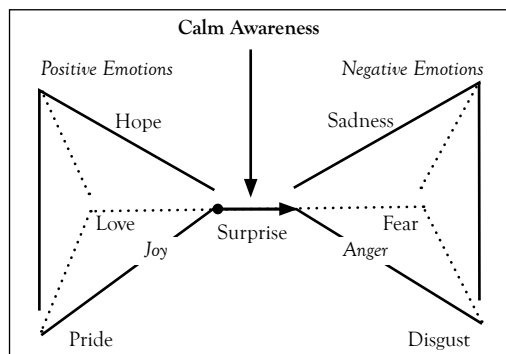 Calm Awareness
Positive Emotions
Negative Emotions
Hope
Sadness
Love
Surprise
Fear
Joy
Anger
Pride
Disgust